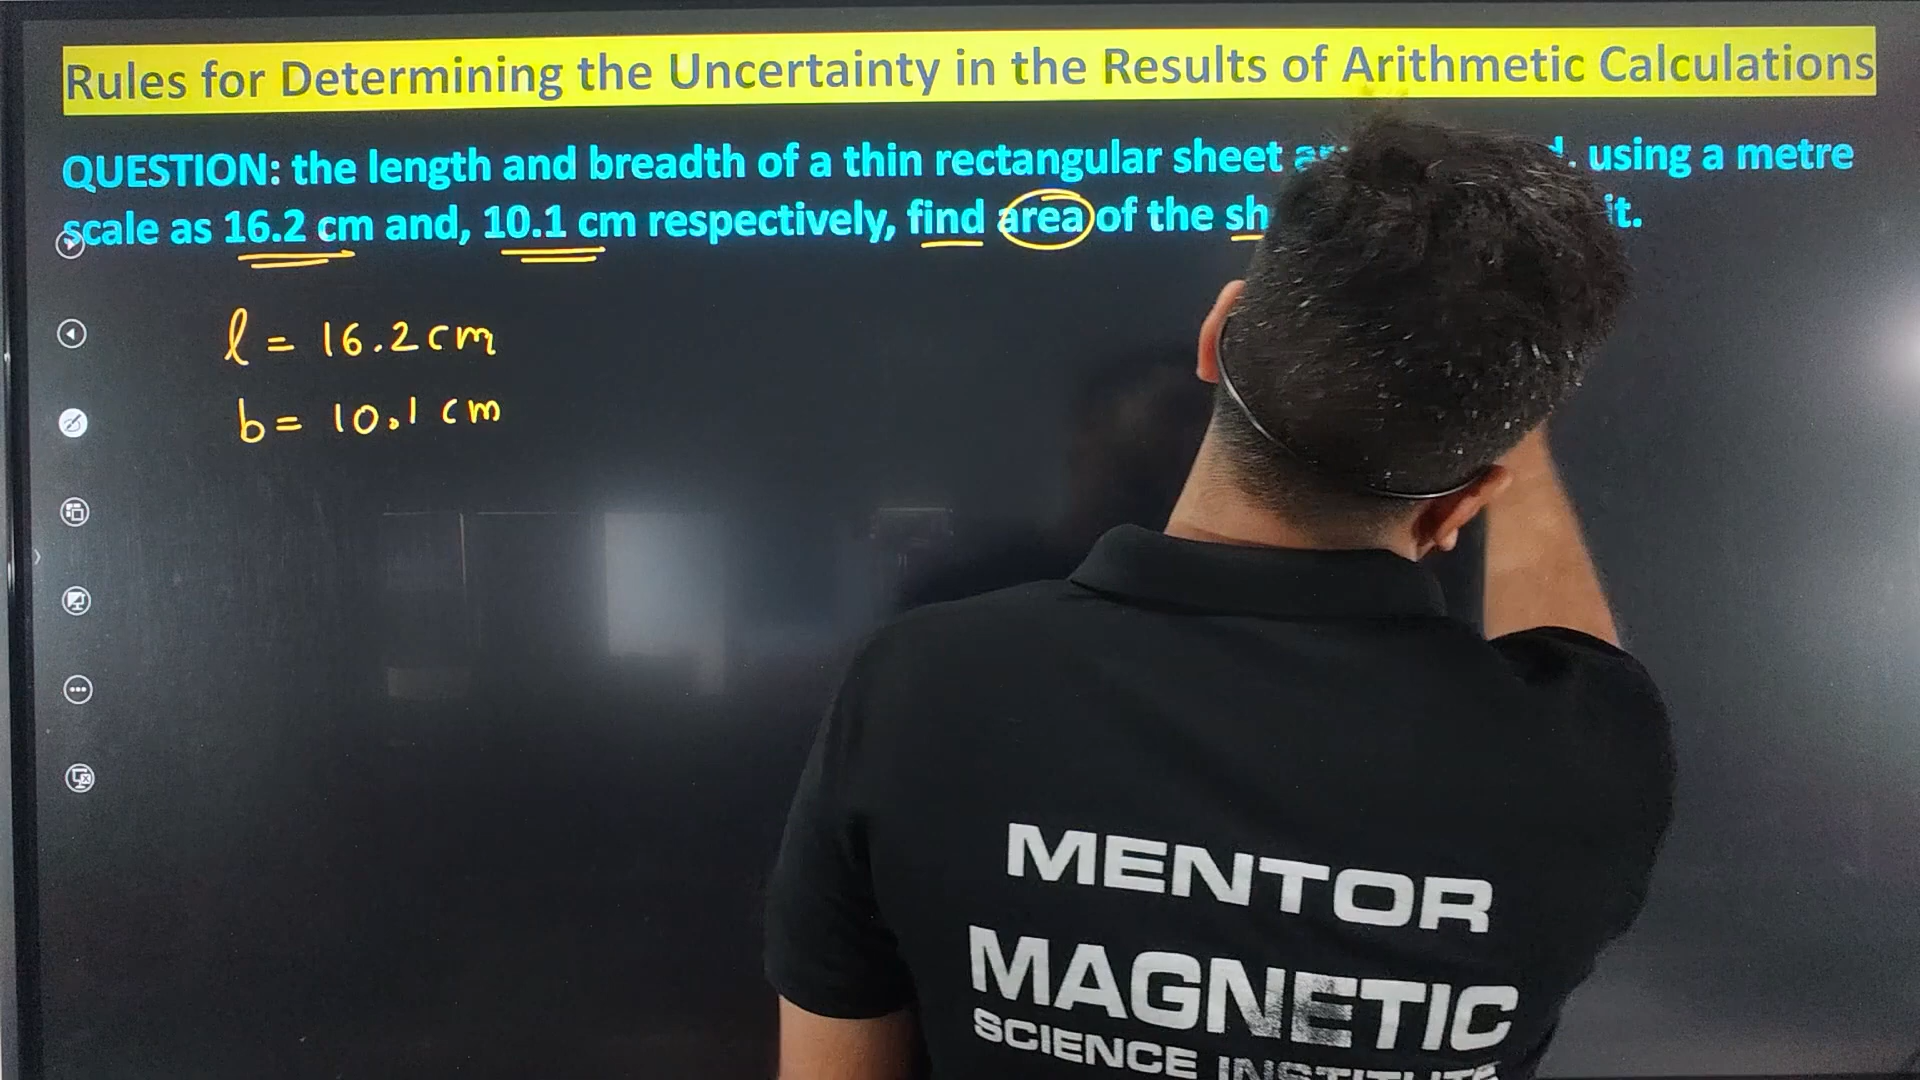 Rules for Determining the Uncertainty in the Results of Arithmetic Calculations
QUESTION: the length and breadth of a thin rectangular sheet using a metre
scale as 16.2 cm and, 10.1 cm respectively, find area of the it.
l = 16.2 cm
b = 10.1 cm
MENTOR
MAGNETIC
SCIENCE INSTITUTE